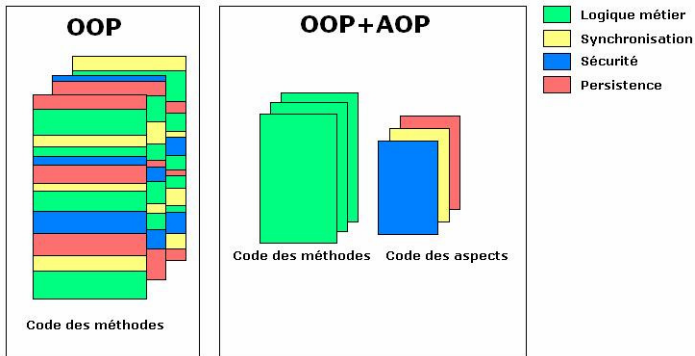 OOP
Code des méthodes
OOP+AOP
Code des méthodes
Code des aspects
Logique métier
Synchronisation
Sécurité
Persistence